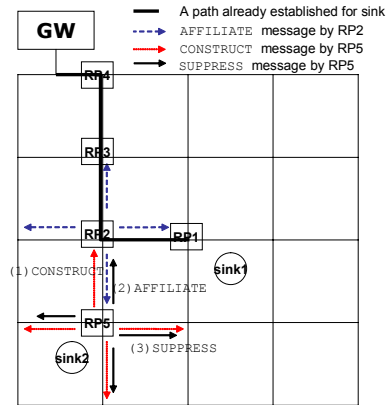 GW
A path already established for sink
AFFILIATE message by RP2
CONSTRUCT message by RP5
SUPPRESS message by RP5
RP4
RP3
RP2
RP1
sink1
(1)CONSTRUCT
(2)AFFILIATE
RP5
(3)SUPPRESS
sink2